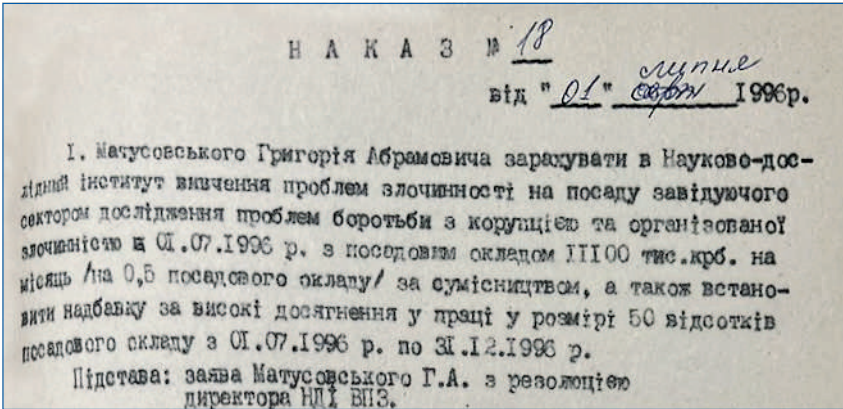 НАКАЗ № 18
від "01" липня 1996р.
I. Матусовського Григорія Абрамовича зарахувати в Науково-дос-
лідний інститут вивчення проблем злочинності на посаду завідуючого
сектором дослідження проблем боротьби з корупцією та організованої
злочинністю з 01.07.1996 р. з посадовим окладом 11100 тис.крб. на
місяць /на 0,5 посадового окладу/ за сумісництвом, а також встано-
вити надбавку за високі досягнення у праці у розмірі 50 відсотків
посадового окладу з 01.07.1996 р. по 31.12.1996 р.
Підстава: заява Матусовського Г.А. з резолюцією
директора НДІ ВПЗ.